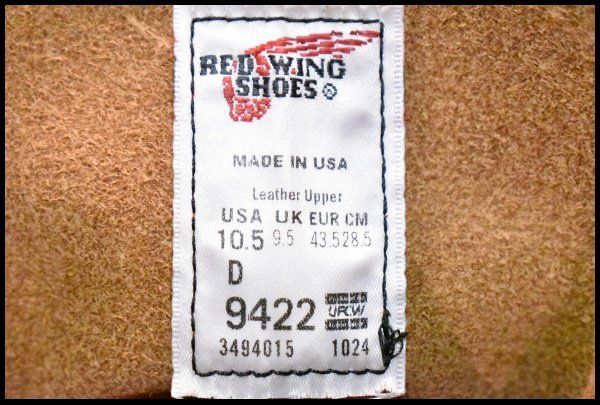 RED WING
SHOES ®
MADE IN USA
Leather Upper
USA UK EUR CM
10.5 9.5 43.5 28.5
D
9422 UFCW
3494015 1024